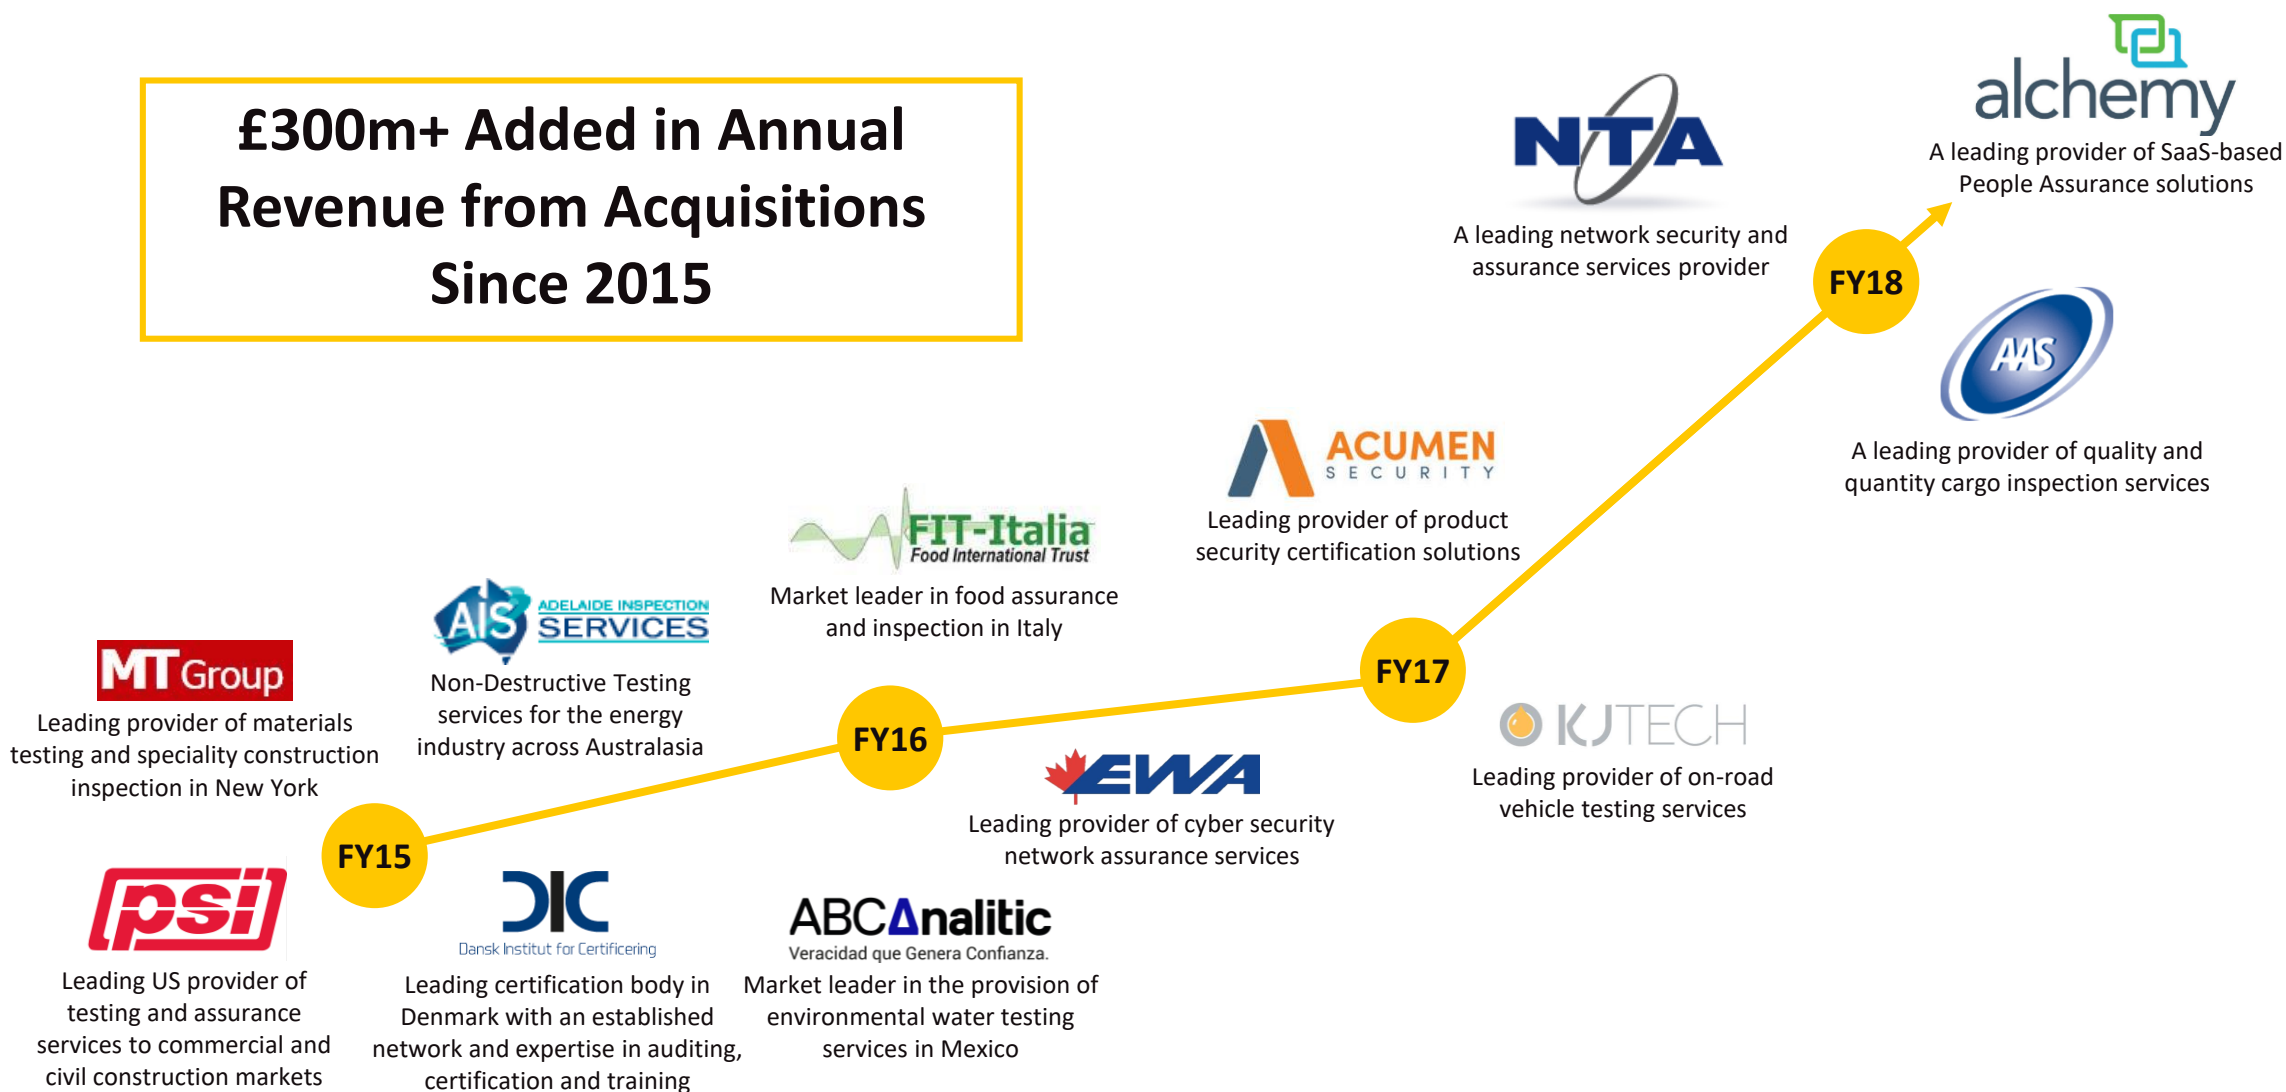 £300m+ Added in Annual
Revenue from Acquisitions
Since 2015
MT Group
Leading provider of materials
testing and speciality construction
inspection in New York
psi
Leading US provider of
testing and assurance
services to commercial and
civil construction markets
FY15
AIS
ADELAIDE INSPECTION
SERVICES
Non-Destructive Testing
services for the energy
industry across Australasia
DIC
Dansk Institut for Certificering
Leading certification body in
Denmark with an established
network and expertise in auditing,
certification and training
FIT-Italia
Food International Trust
Market leader in food assurance
and inspection in Italy
FY16
ABCAnalitic
Veracidad que Genera Confianza.
Market leader in the provision of
environmental water testing
services in Mexico
EWA
Leading provider of cyber security
network assurance services
ACUMEN
SECURITY
Leading provider of product
security certification solutions
FY17
KJTECH
Leading provider of on-road
vehicle testing services
NTA
A leading network security and
assurance services provider
FY18
alchemy
A leading provider of SaaS-based
People Assurance solutions
AAS
A leading provider of quality and
quantity cargo inspection services